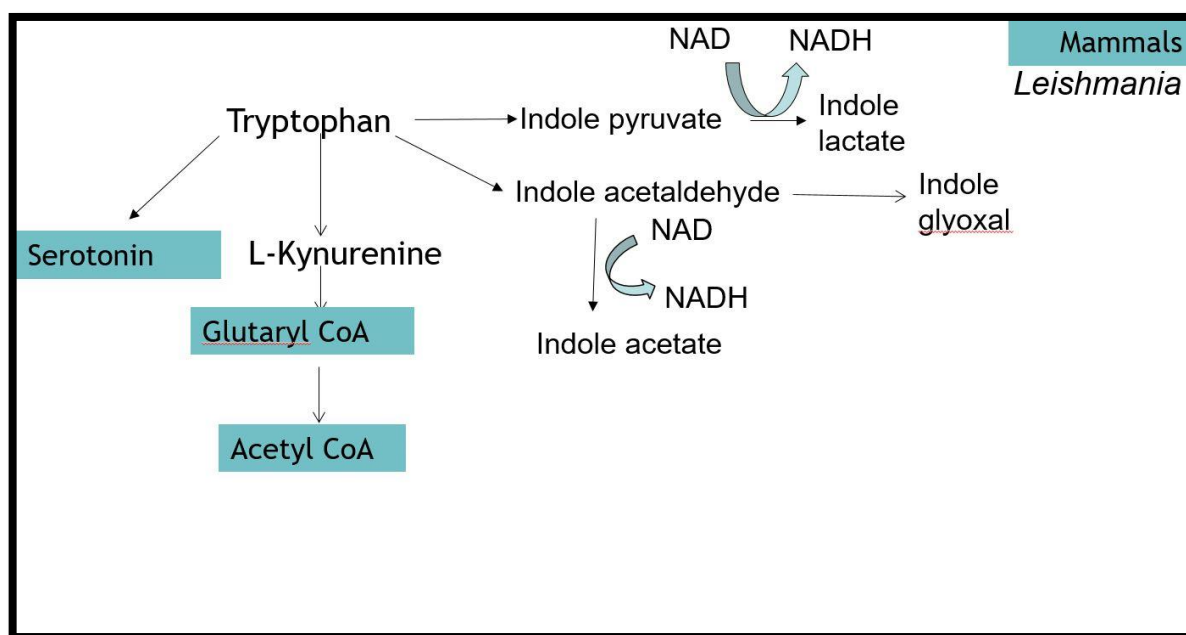 NAD NADH
Mammals
Leishmania
Tryptophan
Indole pyruvate
Indole
lactate
Indole acetaldehyde
Indole
glyoxal
NAD
NADH
Indole acetate
Serotonin
L-Kynurenine
Glutaryl CoA
Acetyl CoA